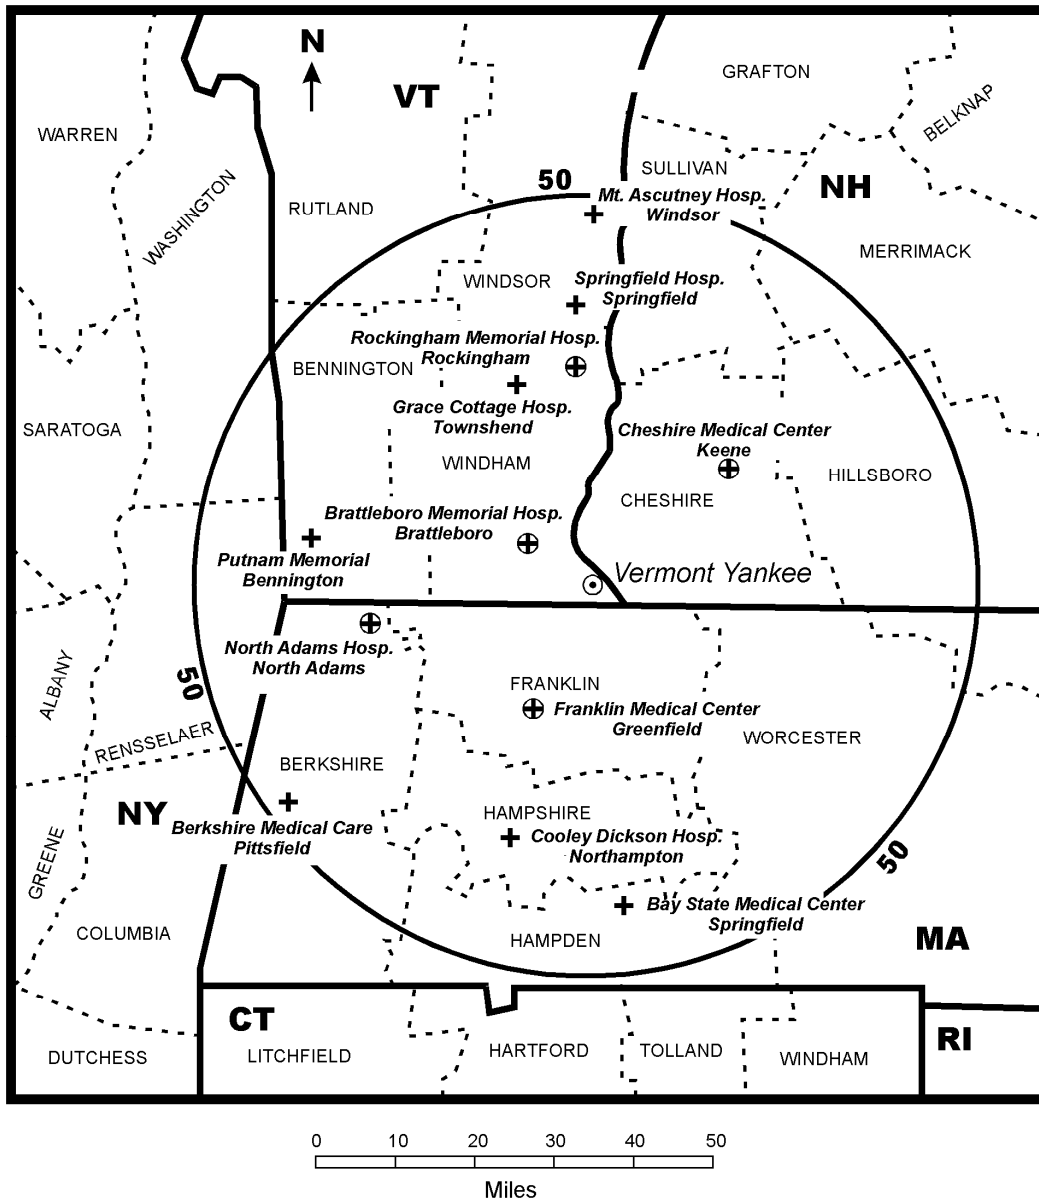 N
VT
GRAFTON
BELKNAP
WARREN
SULLIVAN
NH
50
Mt. Ascutney Hosp.
Windsor
WASHINGTON
RUTLAND
MERRIMACK
WINDSOR
Springfield Hosp.
Springfield
Rockingham Memorial Hosp.
Rockingham
BENNINGTON
Grace Cottage Hosp.
Townshend
SARATOGA
Cheshire Medical Center
Keene
WINDHAM
HILLSBORO
CHESHIRE
Brattleboro Memorial Hosp.
Brattleboro
Putnam Memorial
Bennington
Vermont Yankee
North Adams Hosp.
North Adams
ALBANY
50
FRANKLIN
Franklin Medical Center
Greenfield
RENSSELAER
WORCESTER
BERKSHIRE
NY
HAMPSHIRE
Berkshire Medical Care
Pittsfield
Cooley Dickson Hosp.
Northampton
50
GREENE
Bay State Medical Center
Springfield
COLUMBIA
HAMPDEN
MA
CT
RI
DUTCHESS
LITCHFIELD
HARTFORD
TOLLAND
WINDHAM
0 10 20 30 40 50
Miles